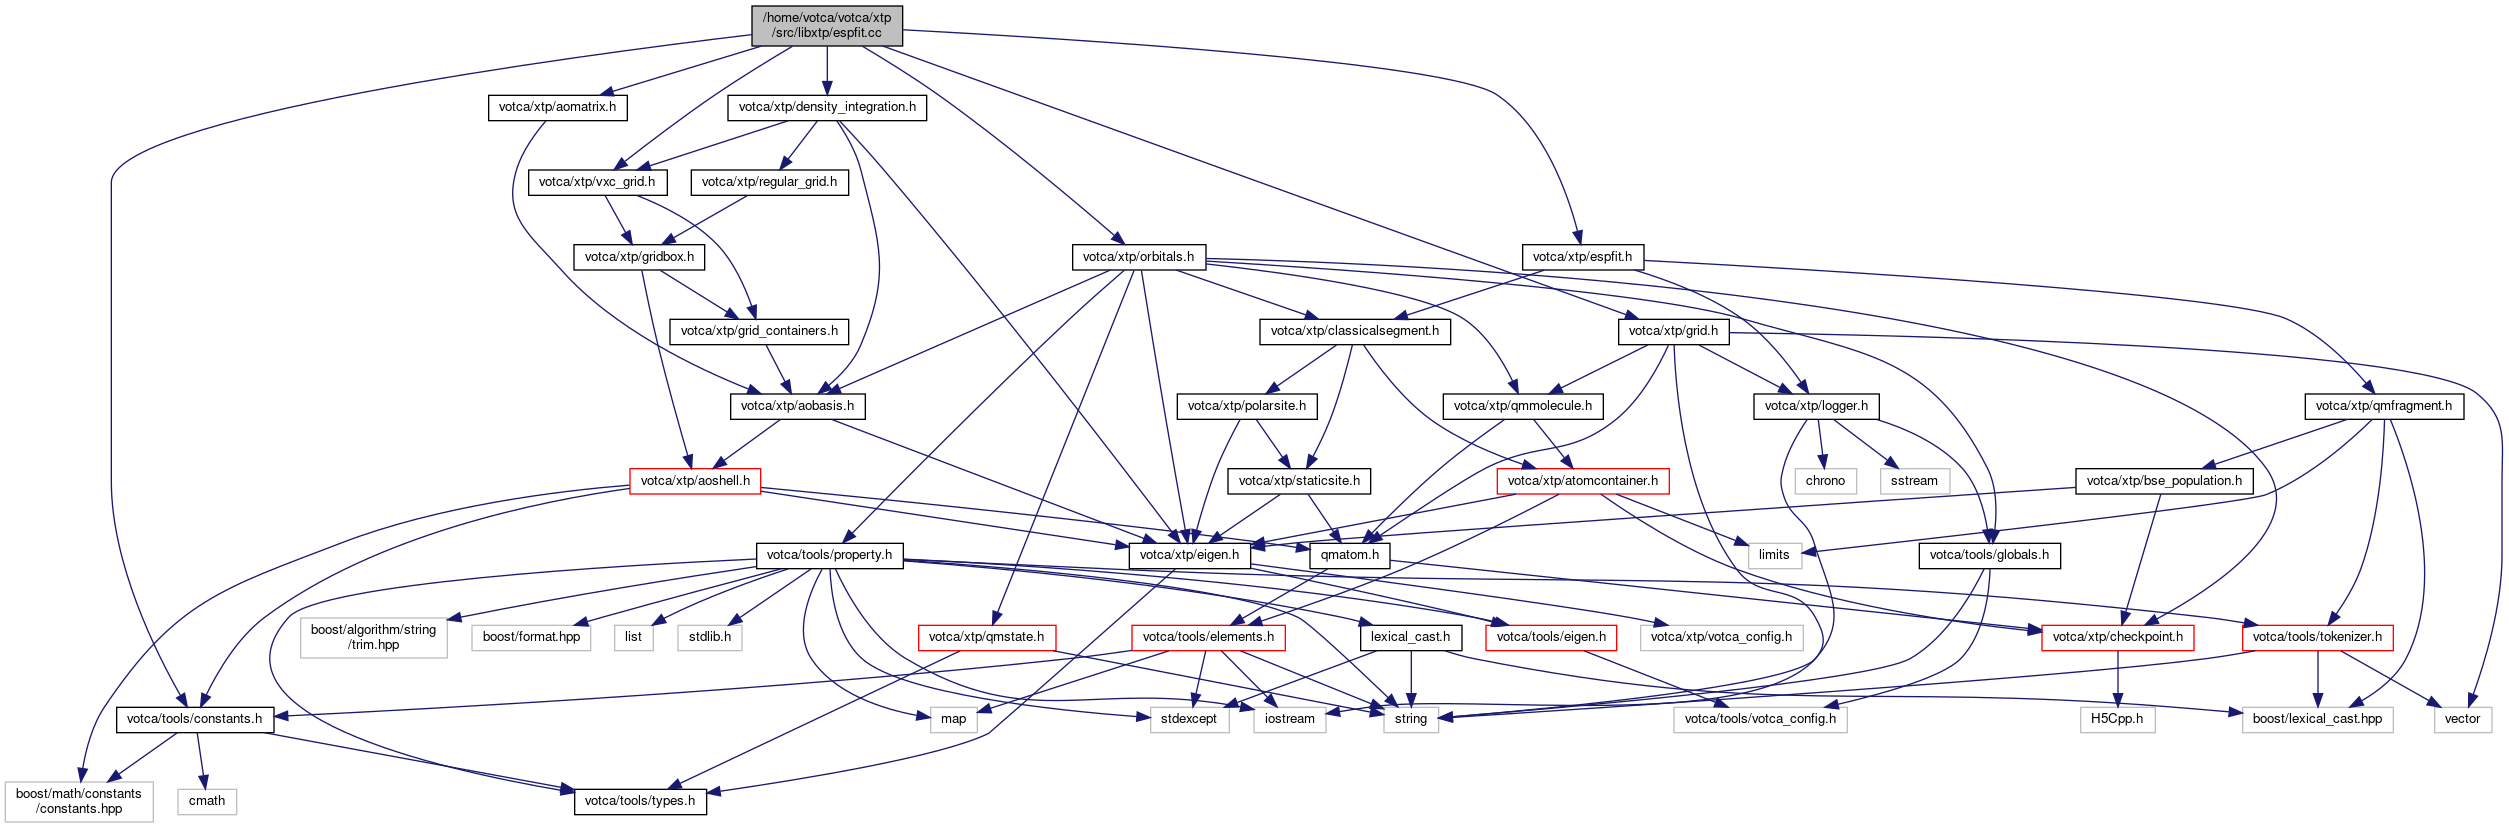 /home/votca/votca/xtp
/src/libxtp/espfit.cc
votca/xtp/aomatrix.h
votca/xtp/density_integration.h
votca/xtp/vxc_grid.h
votca/xtp/regular_grid.h
votca/xtp/gridbox.h
votca/xtp/orbitals.h
votca/xtp/espfit.h
votca/xtp/grid_containers.h
votca/xtp/classicalsegment.h
votca/xtp/grid.h
votca/xtp/aobasis.h
votca/xtp/polarsite.h
votca/xtp/qmmolecule.h
votca/xtp/logger.h
votca/xtp/qmfragment.h
votca/xtp/aoshell.h
votca/xtp/staticsite.h
votca/xtp/atomcontainer.h
chrono
sstream
votca/xtp/bse_population.h
votca/tools/property.h
votca/xtp/eigen.h
qmatom.h
limits
votca/tools/globals.h
boost/algorithm/string
/trim.hpp
boost/format.hpp
list
stdlib.h
votca/xtp/qmstate.h
votca/tools/elements.h
lexical_cast.h
votca/tools/eigen.h
votca/xtp/votca_config.h
votca/xtp/checkpoint.h
votca/tools/tokenizer.h
votca/tools/constants.h
map
stdexcept
iostream
string
votca/tools/votca_config.h
H5Cpp.h
boost/lexical_cast.hpp
vector
boost/math/constants
/constants.hpp
cmath
votca/tools/types.h